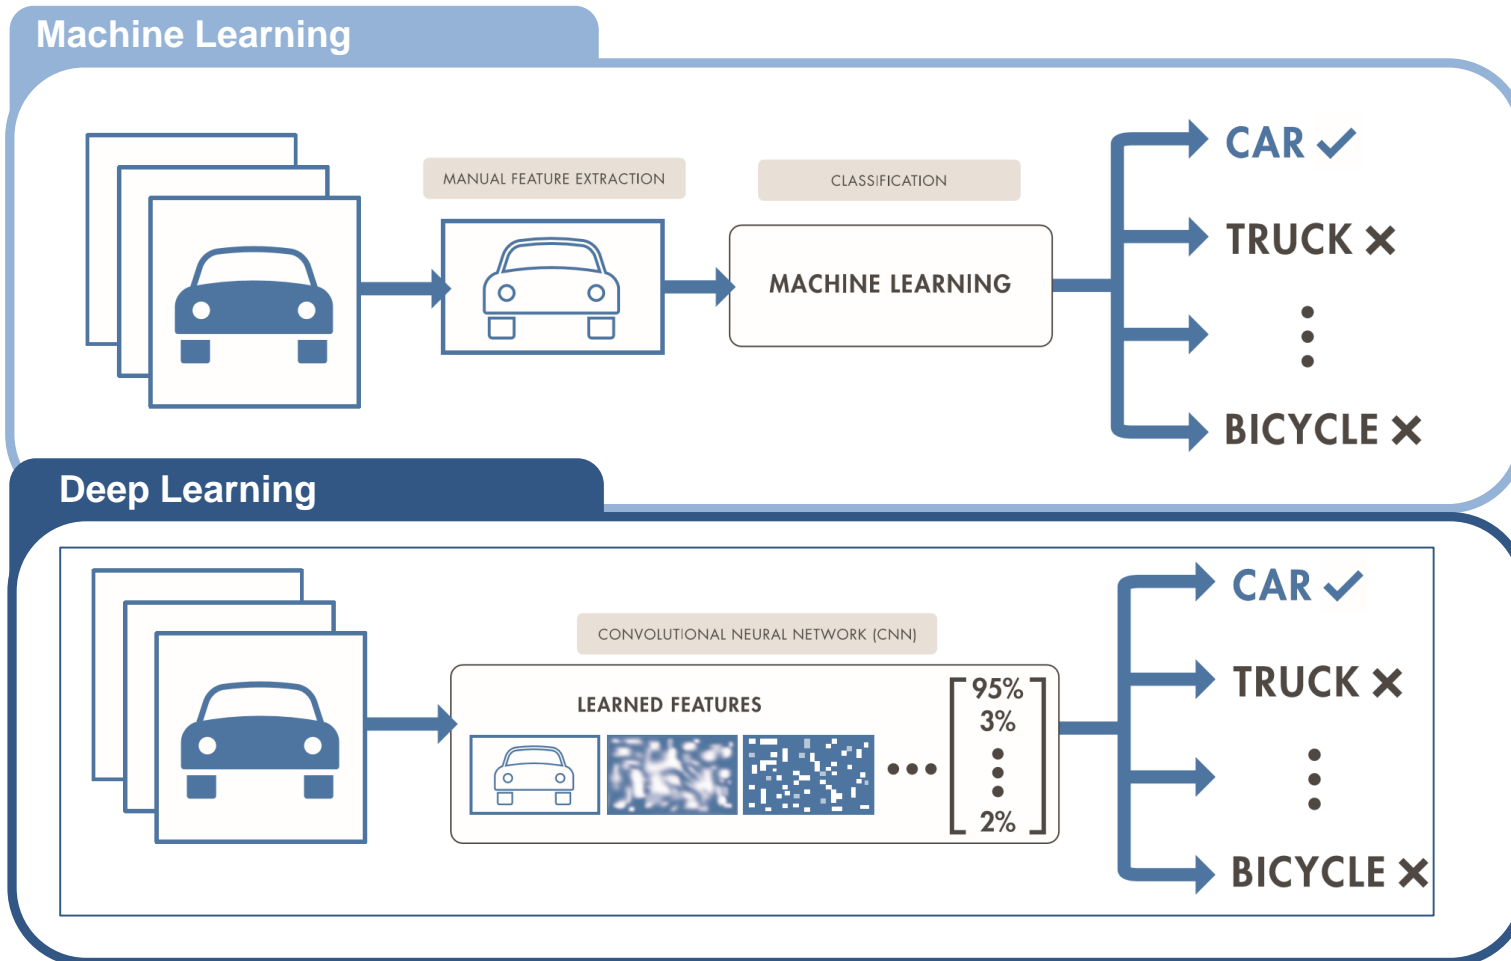 Machine Learning
MANUAL FEATURE EXTRACTION
CLASSIFICATION
MACHINE LEARNING
CAR
TRUCK
BICYCLE
Deep Learning
CONVOLUTIONAL NEURAL NETWORK (CNN)
LEARNED FEATURES
95%
3%
2%
CAR
TRUCK
BICYCLE